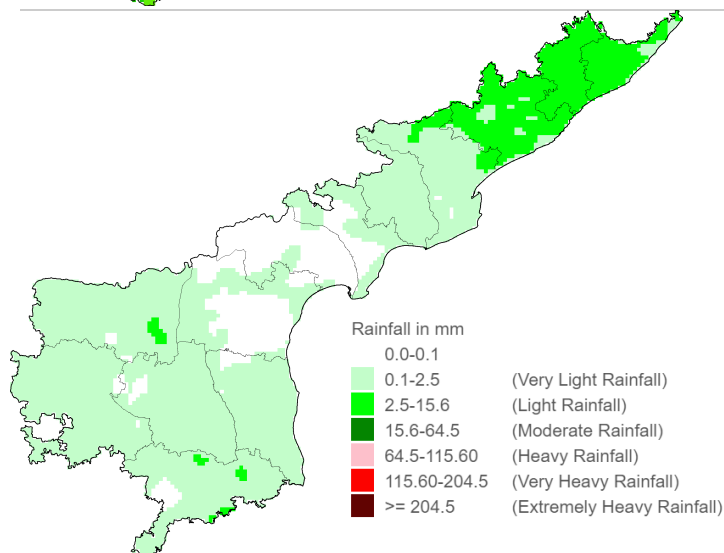 Rainfall in mm
0.0-0.1
0.1-2.5 (Very Light Rainfall)
2.5-15.6 (Light Rainfall)
15.6-64.5 (Moderate Rainfall)
64.5-115.60 (Heavy Rainfall)
115.60-204.5 (Very Heavy Rainfall)
>= 204.5 (Extremely Heavy Rainfall)